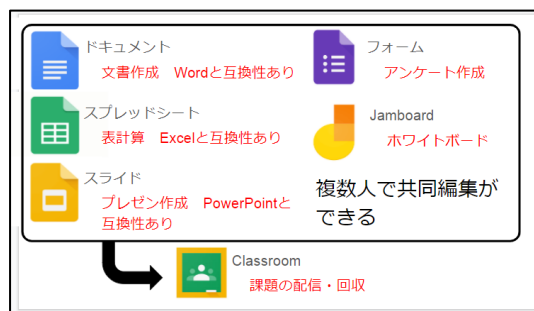 ドキュメント
文書作成　Wordと互換性あり
スプレッドシート
表計算　Excelと互換性あり
スライド
プレゼン作成　PowerPointと
互換性あり
フォーム
アンケート作成
Jamboard
ホワイトボード
複数人で共同編集が
できる
Classroom
課題の配信・回収